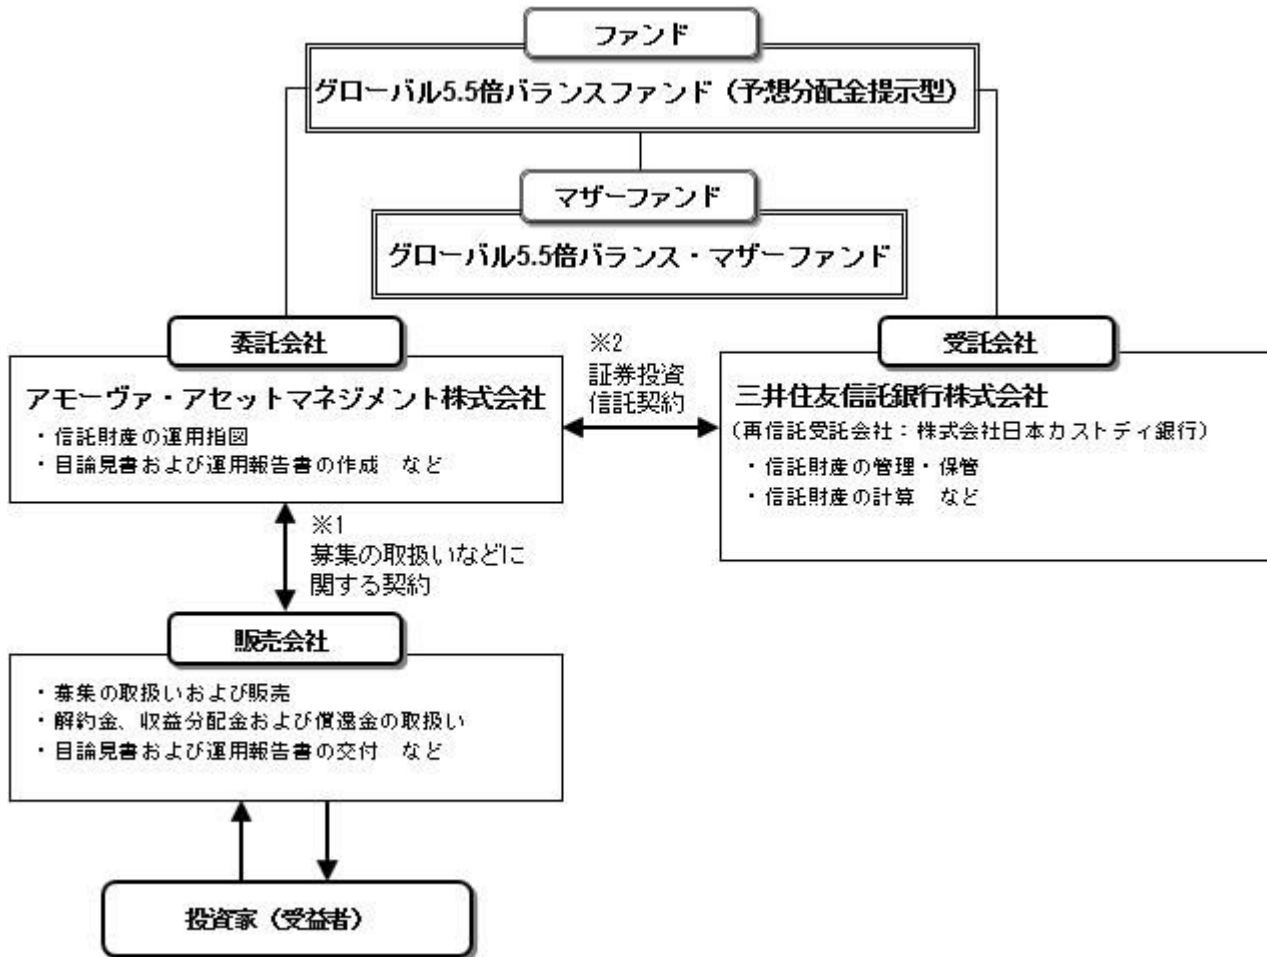 ファンド
グローバル5.5倍バランスファンド（予想分配金提示型）
マザーファンド
グローバル5.5倍バランス・マザーファンド
委託会社
アモーヴァ・アセットマネジメント株式会社
・信託財産の運用指図
・目論見書および運用報告書の作成　など
※2
証券投資
信託契約
受託会社
三井住友信託銀行株式会社
（再信託受託会社：株式会社日本カストディ銀行）
・信託財産の管理・保管
・信託財産の計算　など
※1
募集の取扱いなどに
関する契約
販売会社
・募集の取扱いおよび販売
・解約金、収益分配金および償還金の取扱い
・目論見書および運用報告書の交付　など
投資家（受益者）